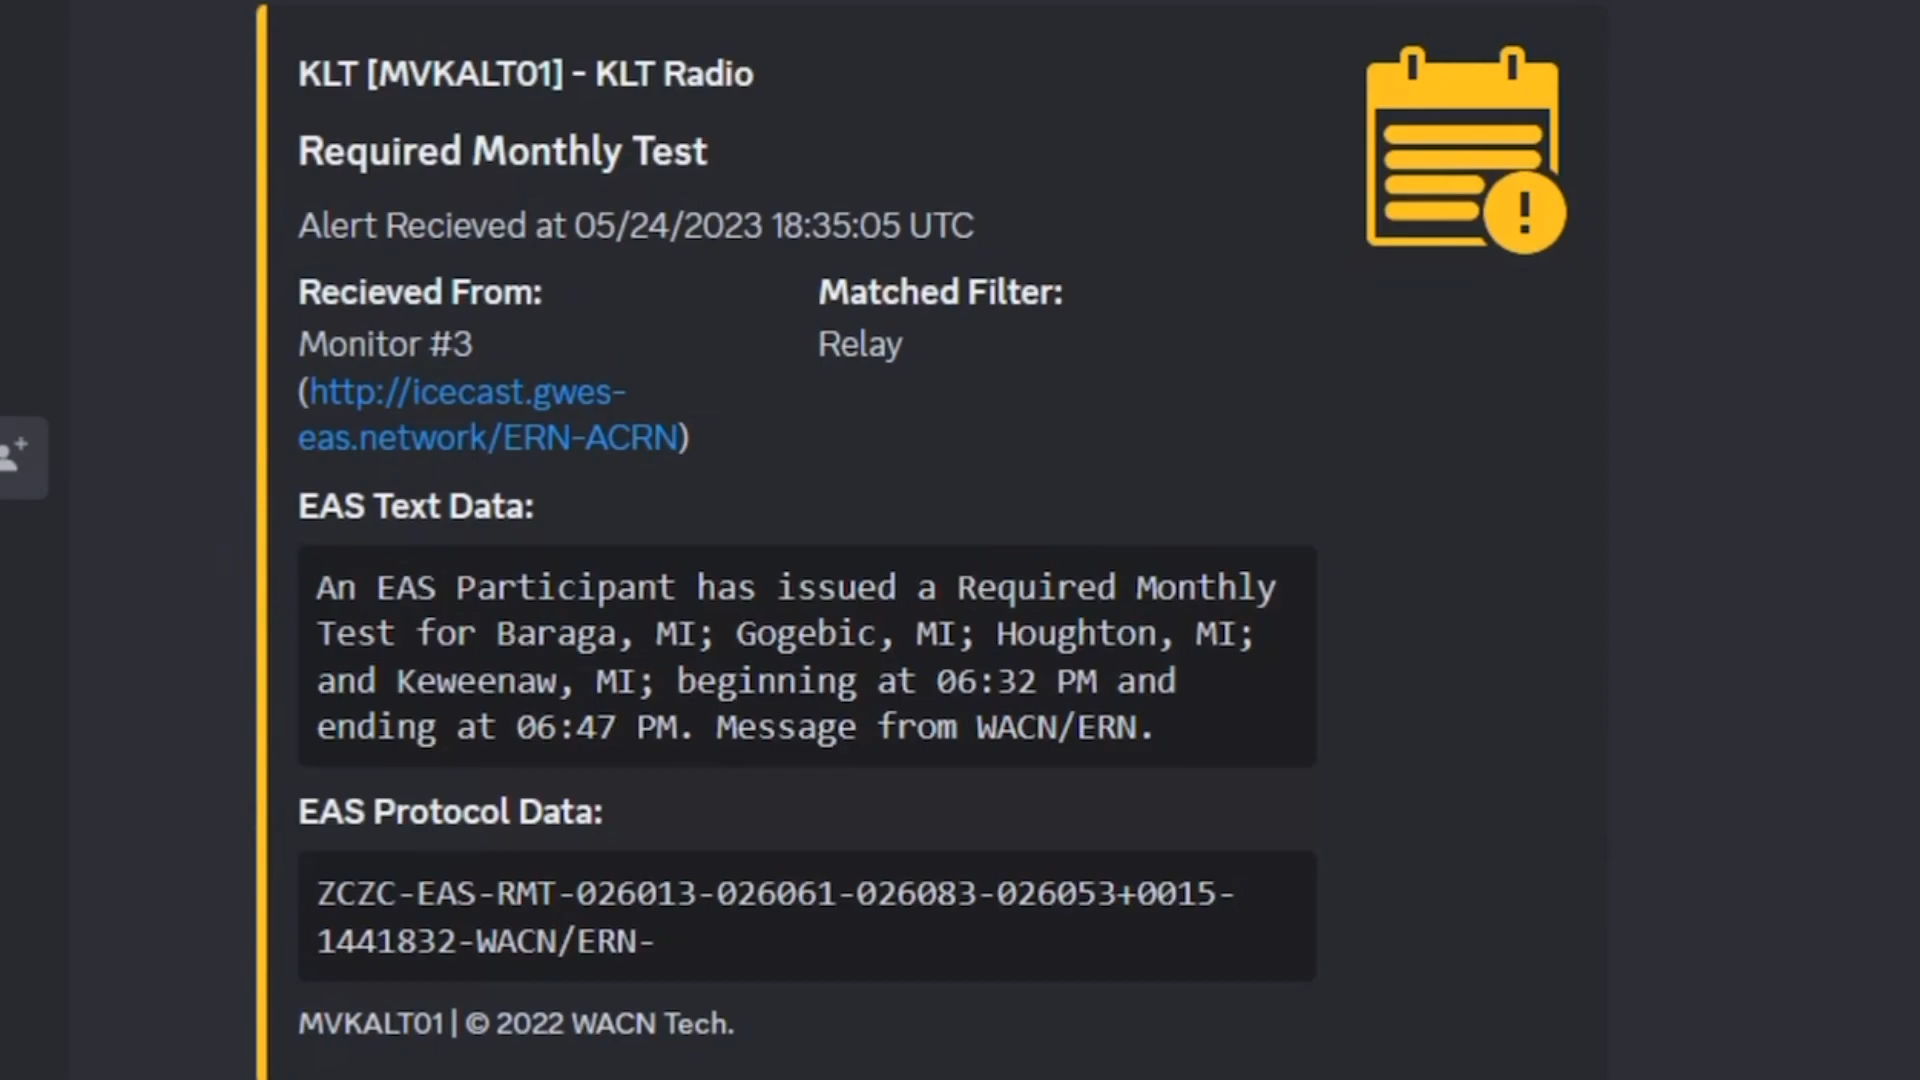 KLT [MVKALT01] - KLT Radio
Required Monthly Test
Alert Recieved at 05/24/2023 18:35:05 UTC
Recieved From:
Matched Filter:
Monitor #3
Relay
(http://icecast.gwes-
eas.network/ERN-ACRN)
EAS Text Data:
An EAS Participant has issued a Required Monthly
Test for Baraga, MI; Gogebic, MI; Houghton, MI;
and Keweenaw, MI; beginning at 06:32 PM and
ending at 06:47 PM. Message from WACN/ERN.
EAS Protocol Data:
ZCZC-EAS-RMT-026013-026061-026083-026053+0015-
1441832-WACN/ERN-
MVKALT01 | © 2022 WACN Tech.